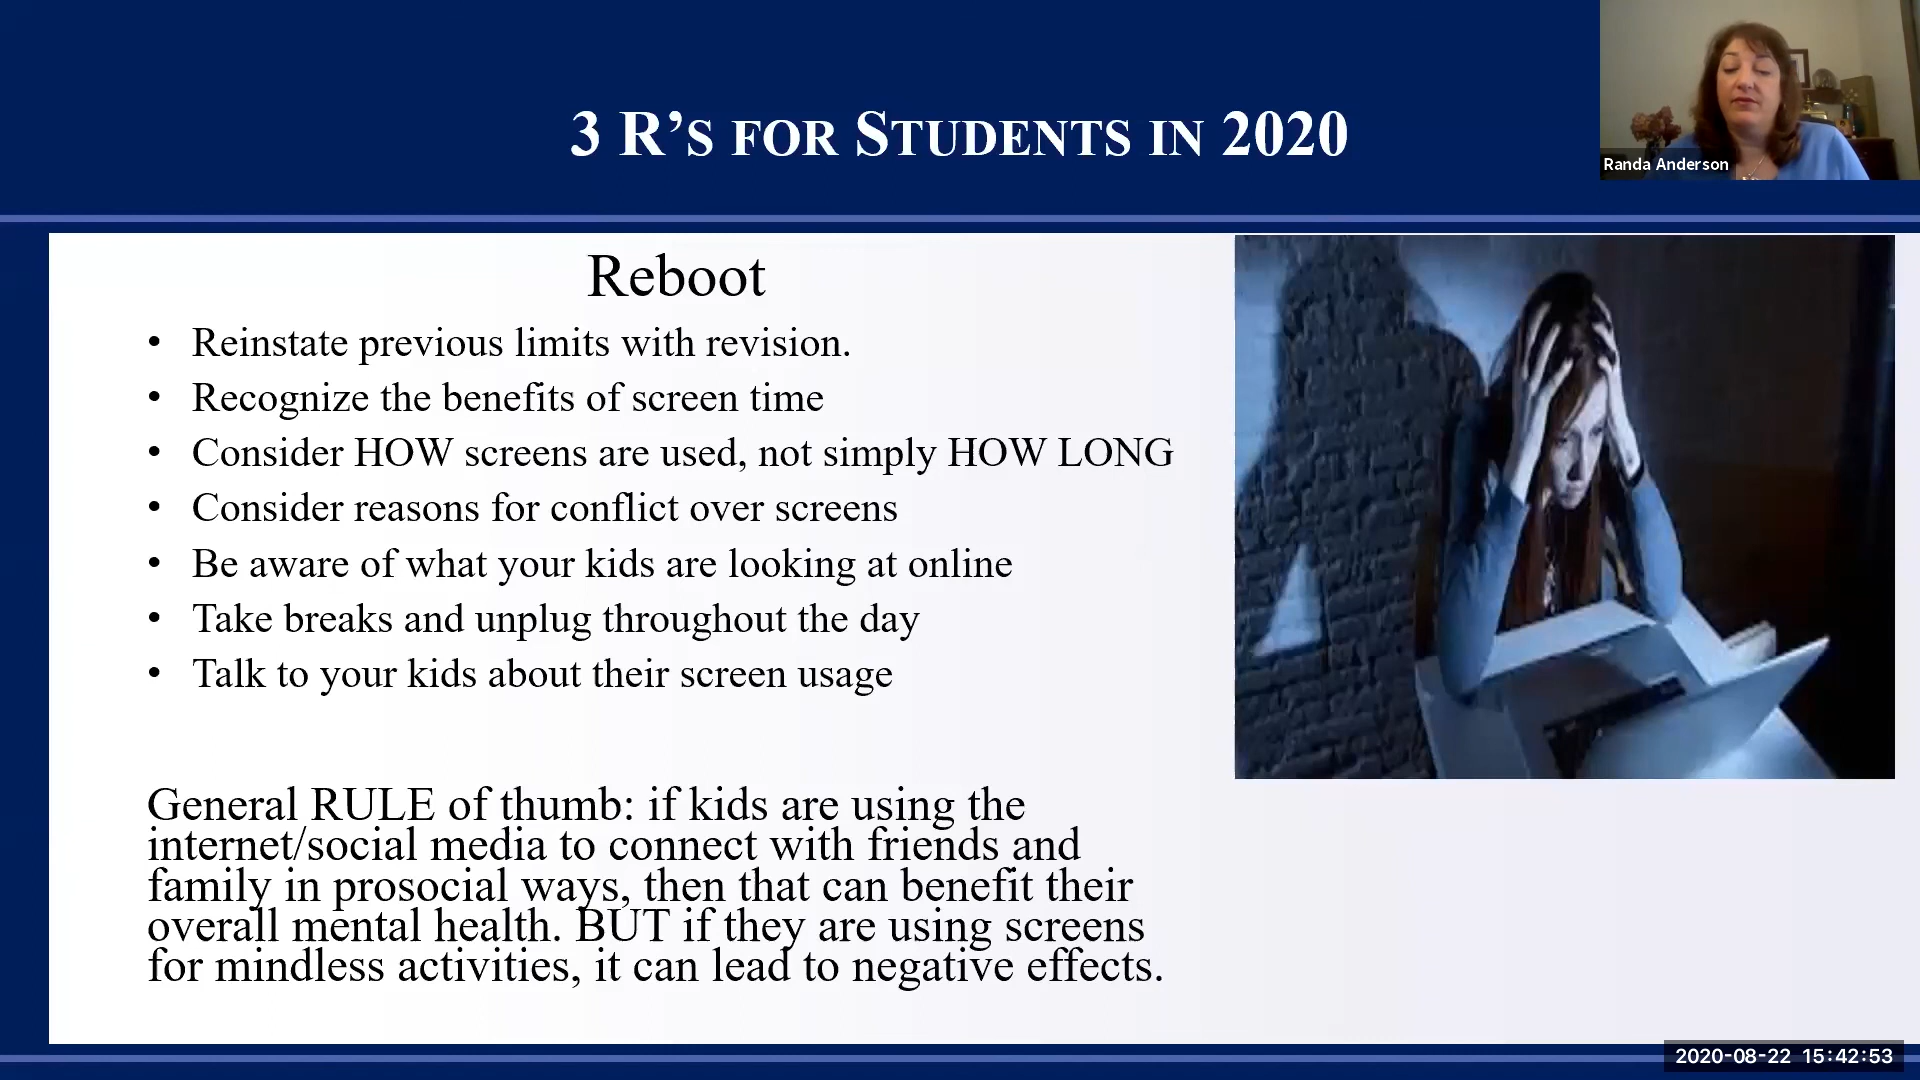 3 R’s for Students in 2020
Randa Anderson
Reboot
• Reinstate previous limits with revision.
• Recognize the benefits of screen time
• Consider HOW screens are used, not simply HOW LONG
• Consider reasons for conflict over screens
• Be aware of what your kids are looking at online
• Take breaks and unplug throughout the day
• Talk to your kids about their screen usage
General RULE of thumb: if kids are using the
internet/social media to connect with friends and
family in prosocial ways, then that can benefit their
overall mental health. BUT if they are using screens
for mindless activities, it can lead to negative effects.
2020-08-22 15:42:53